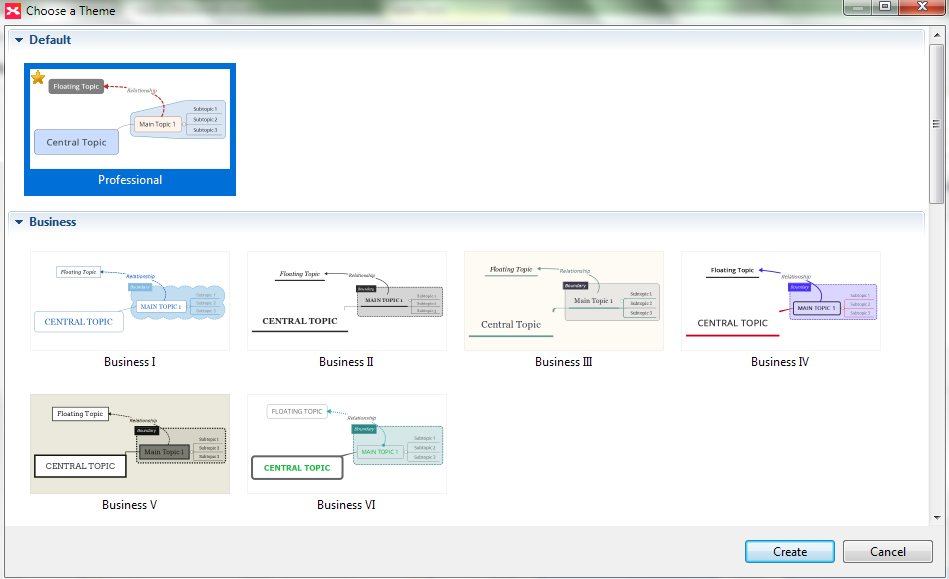 Choose a Theme
Default
Floating Topic
Relationship
Subtopic 1
Main Topic 1
Subtopic 2
Subtopic 3
Central Topic
Professional
Business
Floating Topic
Relationship
Boundary
Subtopic 1
MAIN TOPIC 1
Subtopic 2
Subtopic 3
CENTRAL TOPIC
Business I
Floating Topic
Relationship
Boundary
Subtopic 1
MAIN TOPIC 1
Subtopic 2
Subtopic 3
CENTRAL TOPIC
Business II
Floating Topic
Relationship
Boundary
Subtopic 1
Main Topic 1
Subtopic 2
Subtopic 3
Central Topic
Business III
Floating Topic
Relationship
Boundary
Subtopic 1
MAIN TOPIC 1
Subtopic 2
Subtopic 3
CENTRAL TOPIC
Business IV
Floating Topic
Relationship
Boundary
Subtopic 1
Main Topic 1
Subtopic 2
Subtopic 3
CENTRAL TOPIC
Business V
FLOATING TOPIC
Relationship
Boundary
Subtopic 1
MAIN TOPIC 1
Subtopic 2
Subtopic 3
CENTRAL TOPIC
Business VI
Create
Cancel